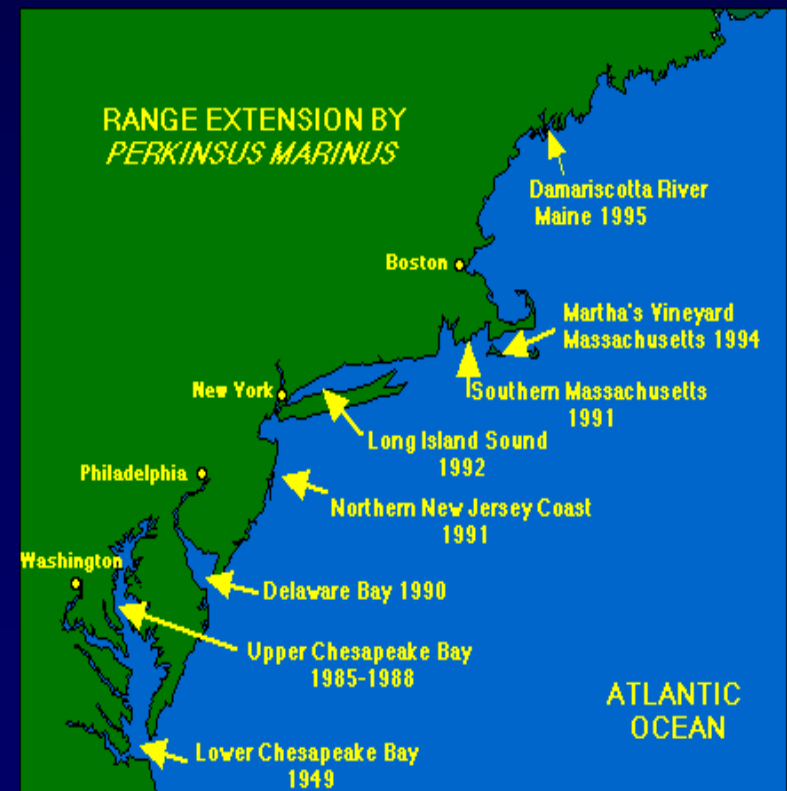 RANGE EXTENSION BY
PERKINSUS MARINUS
Damariscotta River
Maine 1995
Boston
Martha's Vineyard
Massachusetts 1994
New York
Southern Massachusetts
1991
Long Island Sound
1992
Philadelphia
Northern New Jersey Coast
1991
Washington
Delaware Bay 1990
Upper Chesapeake Bay
1985-1988
ATLANTIC
OCEAN
Lower Chesapeake Bay
1949